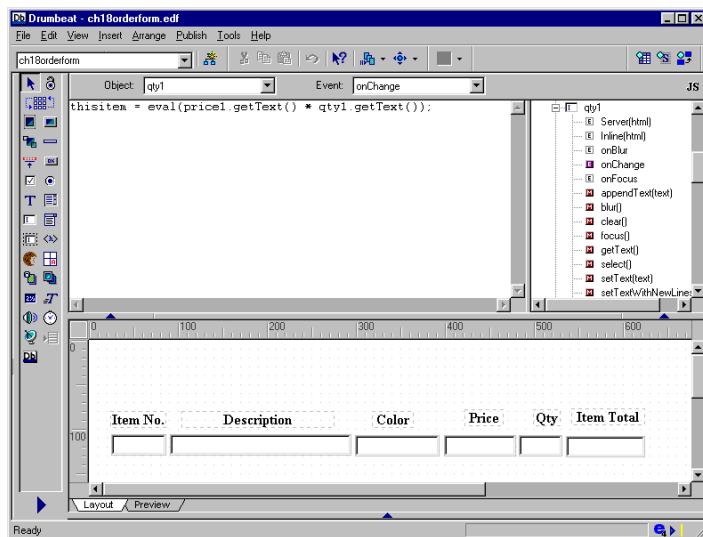 Drumbeat - ch18orderform.edf
File Edit View Insert Arrange Publish Tools Help
ch18orderform
Object: qty1 Event: onChange JS
thisitem = eval(price1.getText() * qty1.getText());
qty1
Server(html)
Inline(html)
onBlur
onChange
onFocus
appendText(text)
blur()
clear()
focus()
getText()
select()
setText(text)
setTextWithNewLine
0 100 200 300 400 500 600
0
100
Item No. Description Color Price Qty Item Total
Layout Preview
Ready